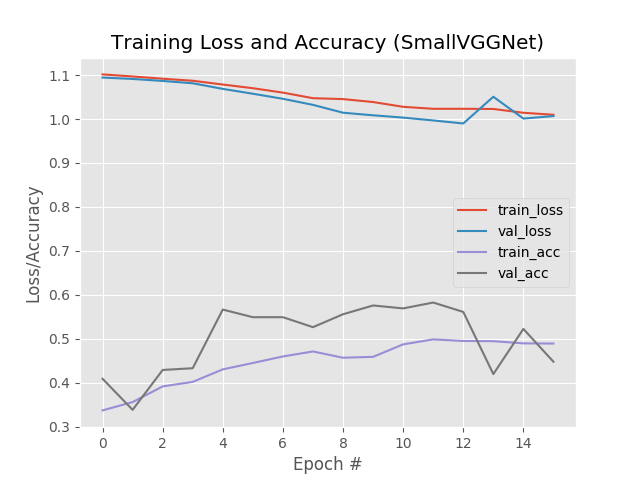 Training Loss and Accuracy (SmallVGGNet)
1.1
1.0
0.9
0.8
0.7
0.6
0.5
0.4
0.3
Loss/Accuracy
train_loss
val_loss
train_acc
val_acc
0 2 4 6 8 10 12 14
Epoch #